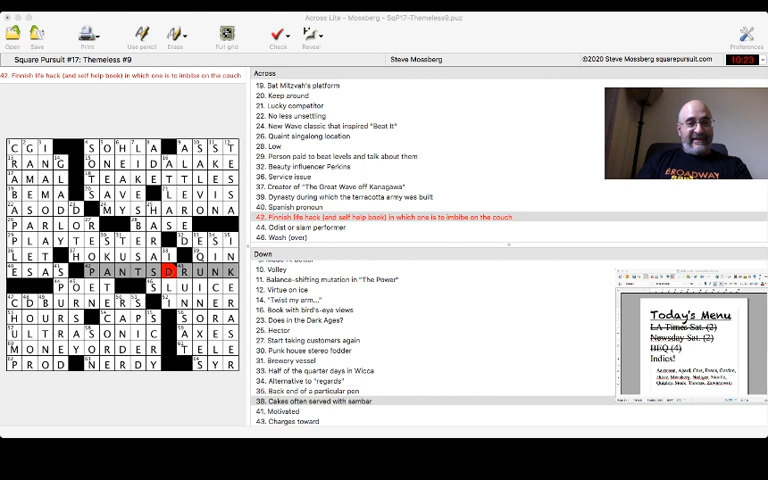 Across Lite - Mossberg - SqP17-Themeless9.puz
Open
Save
Print
Use pencil
Erase
Full grid
Check
Reveal
Preferences
Square Pursuit #17: Themeless #9
Steve Mossberg
©2020 Steve Mossberg squarepursuit.com
10:23
42. Finnish life hack (and self help book) in which one is to imbibe on the couch
CGI SOHLA ASST
RANG ONEIDALAKE
AMAL TEAKETTLES
BEMA SAVE LEVIS
ASODD MYSHARONA
PARLOR BASE
PLAYTESTER DESI
LET HOKUSAI QIN
ESAS PANTSDRUNK
POET SLUICE
CDBURNERS INNER
HOURS CAPS SORA
ULTRASONIC AXES
MONEYORDER TELE
PROD NERDY SYR
Across
19. Bat Mitzvah's platform
20. Keep around
21. Lucky competitor
22. No less unsettling
24. New Wave classic that inspired "Beat It"
26. Quaint singalong location
28. Low
29. Person paid to beat levels and talk about them
32. Beauty influencer Perkins
36. Service issue
37. Creator of "The Great Wave off Kanagawa"
39. Dynasty during which the terracotta army was built
40. Spanish pronoun
42. Finnish life hack (and self help book) in which one is to imbibe on the couch
44. Odist or slam performer
46. Wash (over)
Down
10. Volley
11. Balance-shifting mutation in "The Power"
12. Virtue on ice
14. "Twist my arm..."
16. Book with bird's-eye views
23. Does in the Dark Ages?
25. Hector
27. Start taking customers again
30. Punk house stereo fodder
31. Brewery vessel
33. Half of the quarter days in Wicca
34. Alternative to "regards"
35. Back end of a particular pen
38. Cakes often served with sambar
41. Motivated
43. Charges toward
BROADWAY
Today's Menu
LA Times Sat. (2)
Newsday Sat. (2)
BEQ (4)
Indies!